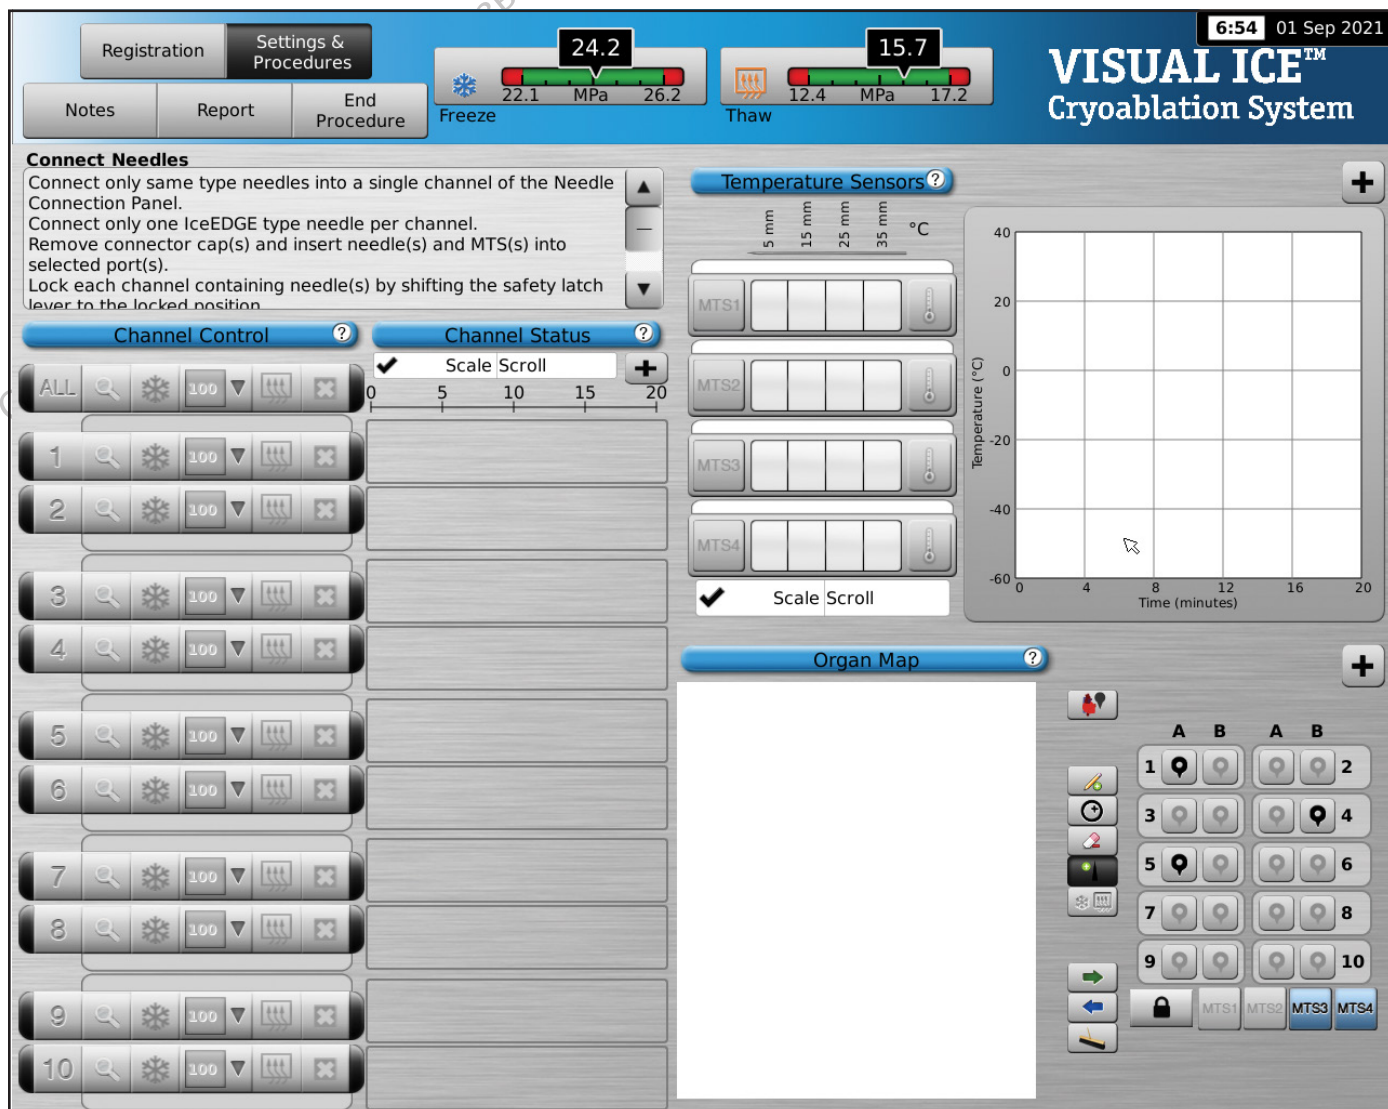 6:54 01 Sep 2021
Registration
Settings &
Procedures
Notes
Report
End
Procedure
24.2
22.1 MPa 26.2
Freeze
15.7
12.4 MPa 17.2
Thaw
VISUAL ICE™
Cryoablation System
Connect Needles
Connect only same type needles into a single channel of the Needle
Connection Panel.
Connect only one IceEDGE type needle per channel.
Remove connector cap(s) and insert needle(s) and MTS(s) into
selected port(s).
Lock each channel containing needle(s) by shifting the safety latch
lever to the locked position
Channel Control ?
Channel Status ?
Scale Scroll
0 5 10 15 20
ALL 100
1 100
2 100
3 100
4 100
5 100
6 100
7 100
8 100
9 100
10 100
Temperature Sensors ?
5 mm 15 mm 25 mm 35 mm °C
MTS1
MTS2
MTS3
MTS4
Scale Scroll
Temperature (°C)
40
20
0
-20
-40
-60
0 4 8 12 16 20
Time (minutes)
Organ Map ?
A B A B
1 2
3 4
5 6
7 8
9 10
MTS1 MTS2 MTS3 MTS4